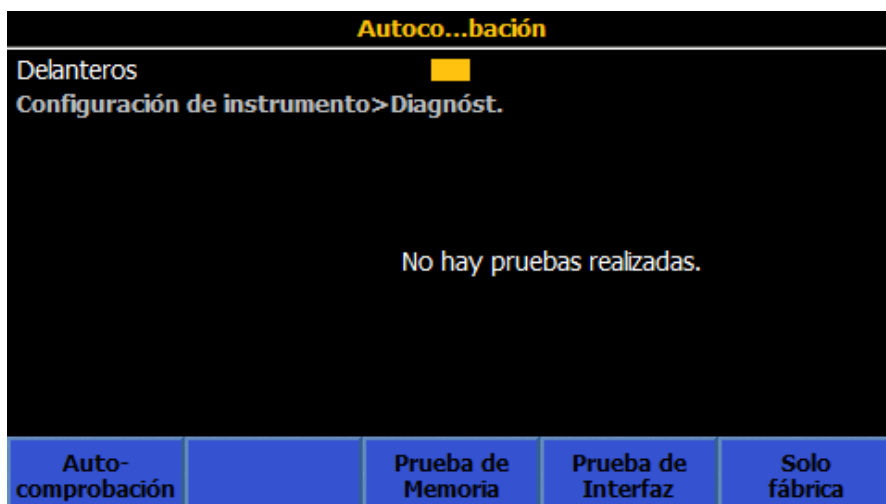 Autoco...bación
Delanteros
Configuración de instrumento>Diagnóst.
No hay pruebas realizadas.
Auto-
comprobación
Prueba de
Memoria
Prueba de
Interfaz
Solo
fábrica